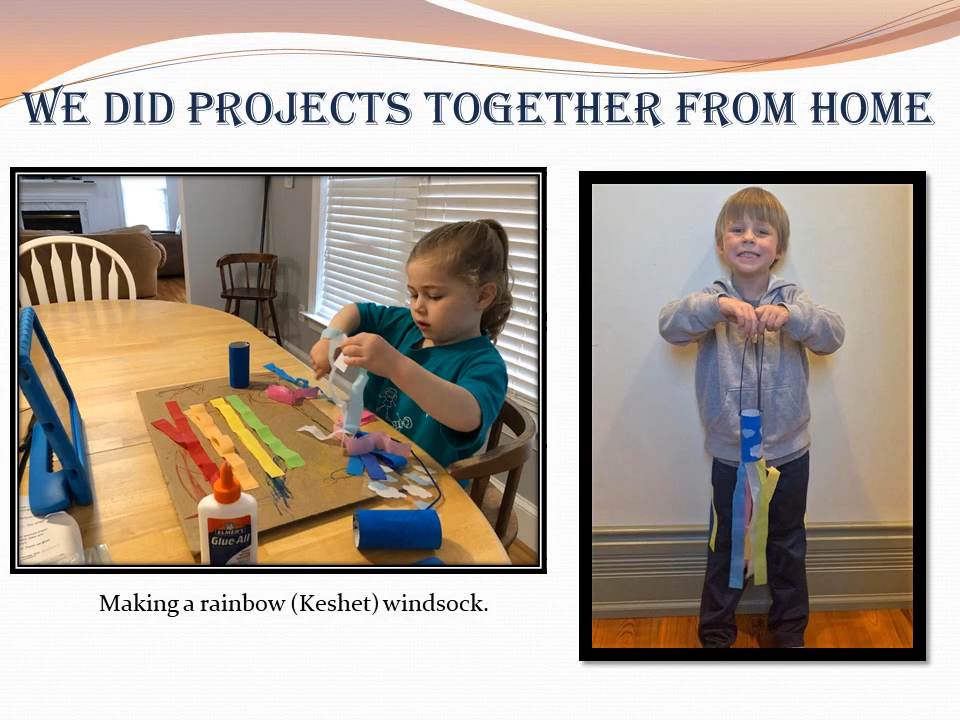 We did projects together from home
ELMER'S
Glue-All
Making a rainbow (Keshet) windsock.